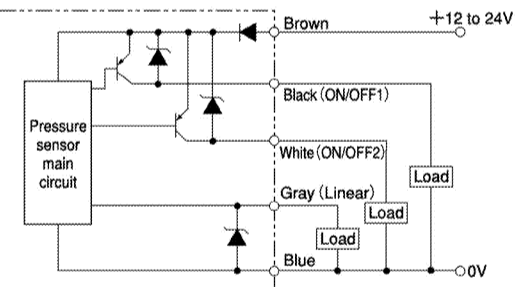 Brown
+12 to 24V
Black (ON/OFF1)
Pressure
sensor
main
circuit
White (ON/OFF2)
Load
Gray (Linear)
Load
Load
Blue
0V